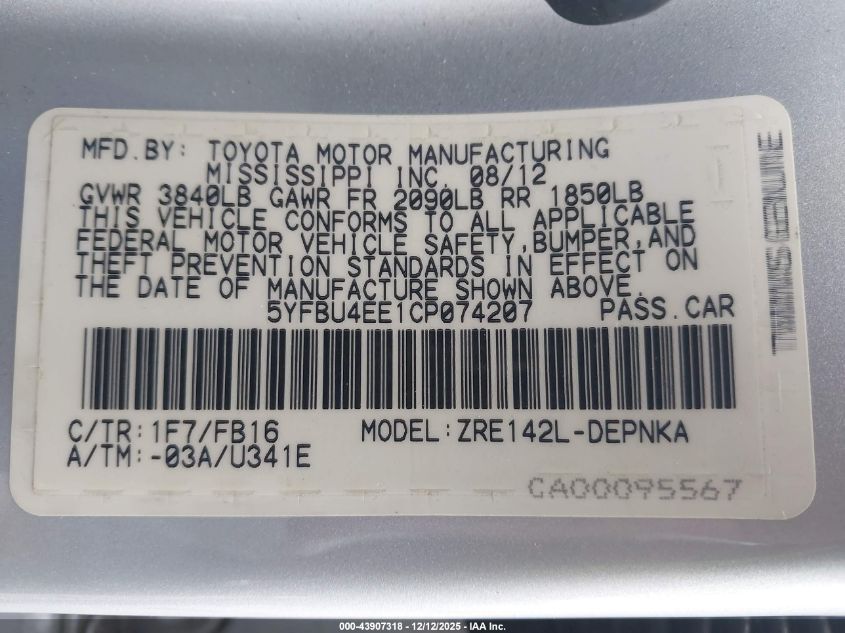 MFD.BY: TOYOTA MOTOR MANUFACTURING
MISSISSIPPI INC. 08/12
GVWR 3840LB GAWR FR 2090LB RR 1850LB
THIS VEHICLE CONFORMS TO ALL APPLICABLE
FEDERAL MOTOR VEHICLE SAFETY,BUMPER,AND
THEFT PREVENTION STANDARDS IN EFFECT ON
THE DATE OF MANUFACTURE SHOWN ABOVE.
5YFBU4EE1CP074207 PASS.CAR
C/TR:1F7/FB16 MODEL:ZRE142L-DEPNKA
A/TM:-03A/U341E
CA00095567
000-43907318 - 12/12/2025 - IAA Inc.